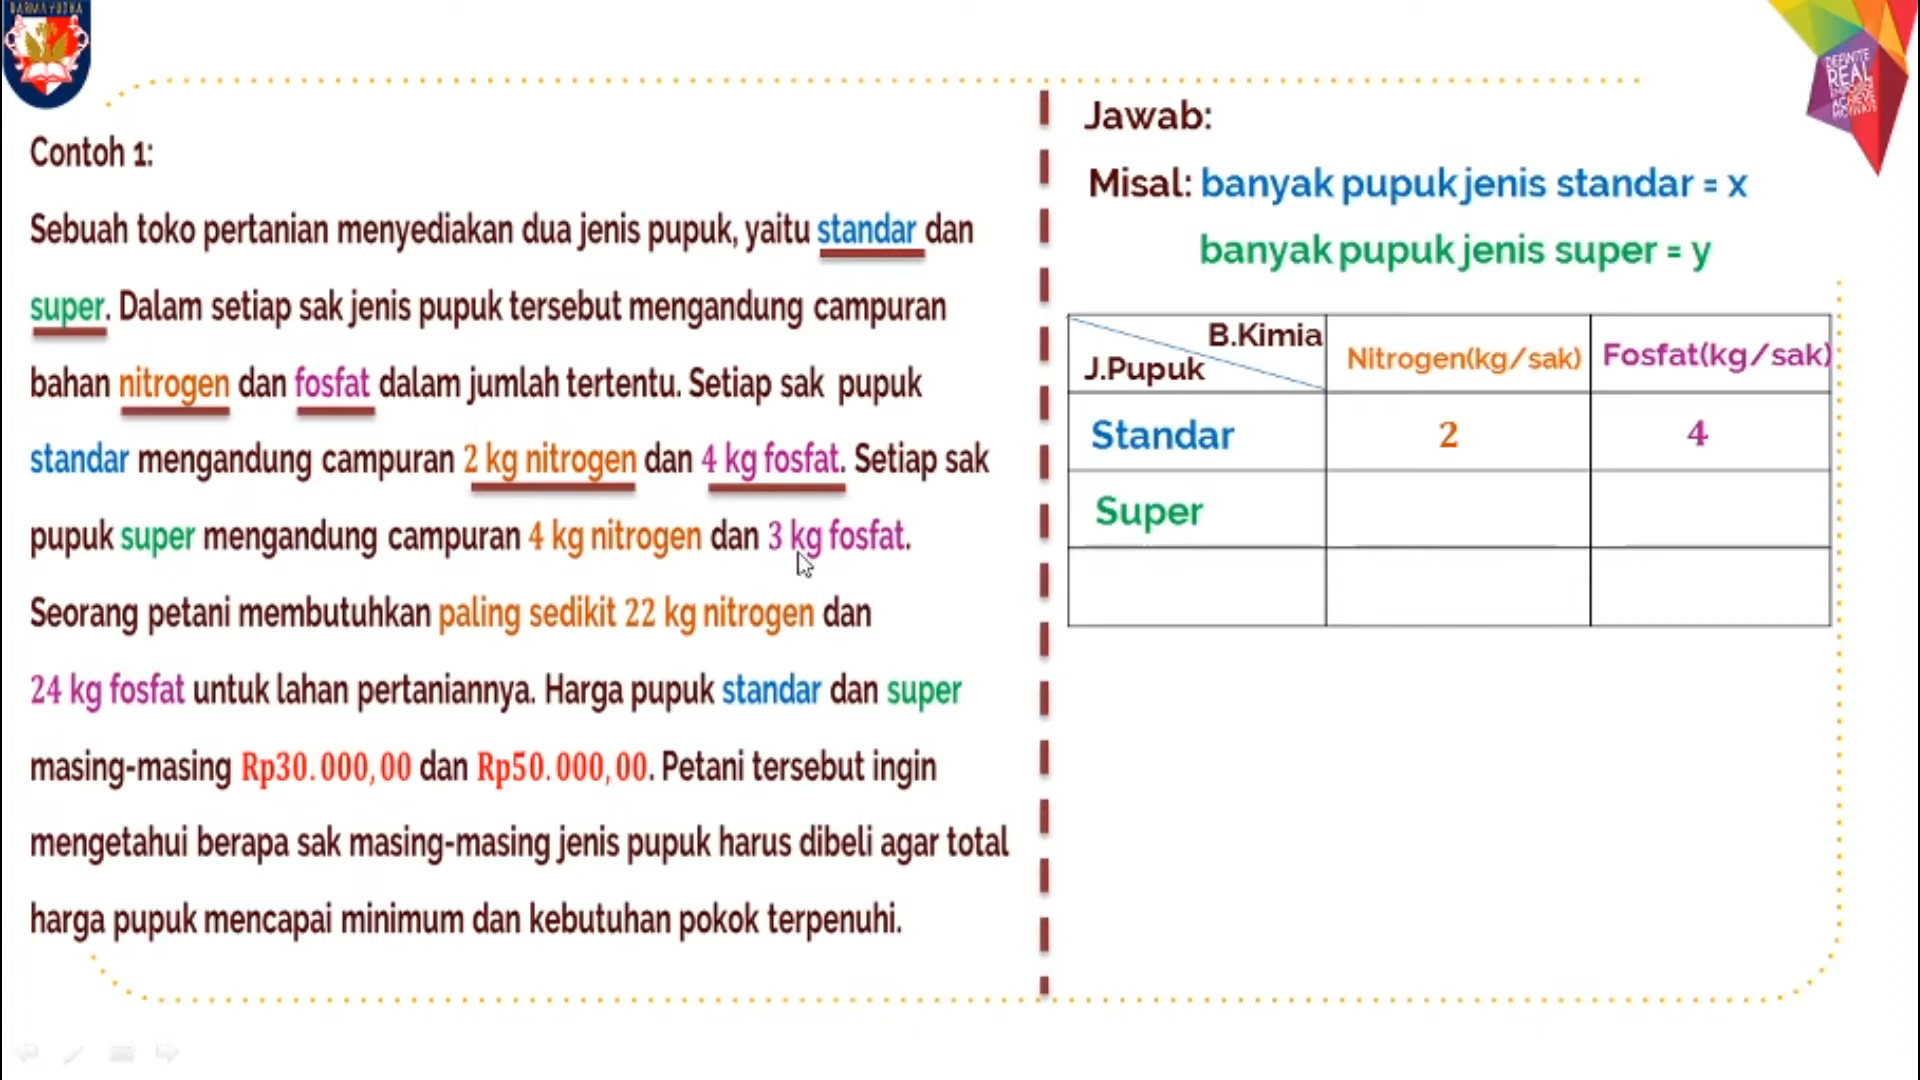 DARMAYUDHA
DEFINITE
REAL
Contoh 1:
Sebuah toko pertanian menyediakan dua jenis pupuk, yaitu standar dan
super. Dalam setiap sak jenis pupuk tersebut mengandung campuran
bahan nitrogen dan fosfat dalam jumlah tertentu. Setiap sak pupuk
standar mengandung campuran 2 kg nitrogen dan 4 kg fosfat. Setiap sak
pupuk super mengandung campuran 4 kg nitrogen dan 3 kg fosfat.
Seorang petani membutuhkan paling sedikit 22 kg nitrogen dan
24 kg fosfat untuk lahan pertaniannya. Harga pupuk standar dan super
masing-masing Rp30.000,00 dan Rp50.000,00. Petani tersebut ingin
mengetahui berapa sak masing-masing jenis pupuk harus dibeli agar total
harga pupuk mencapai minimum dan kebutuhan pokok terpenuhi.
Jawab:
Misal: banyak pupuk jenis standar = x
banyak pupuk jenis super = y
B.Kimia
J.Pupuk Nitrogen(kg/sak) Fosfat(kg/sak)
Standar 2 4
Super